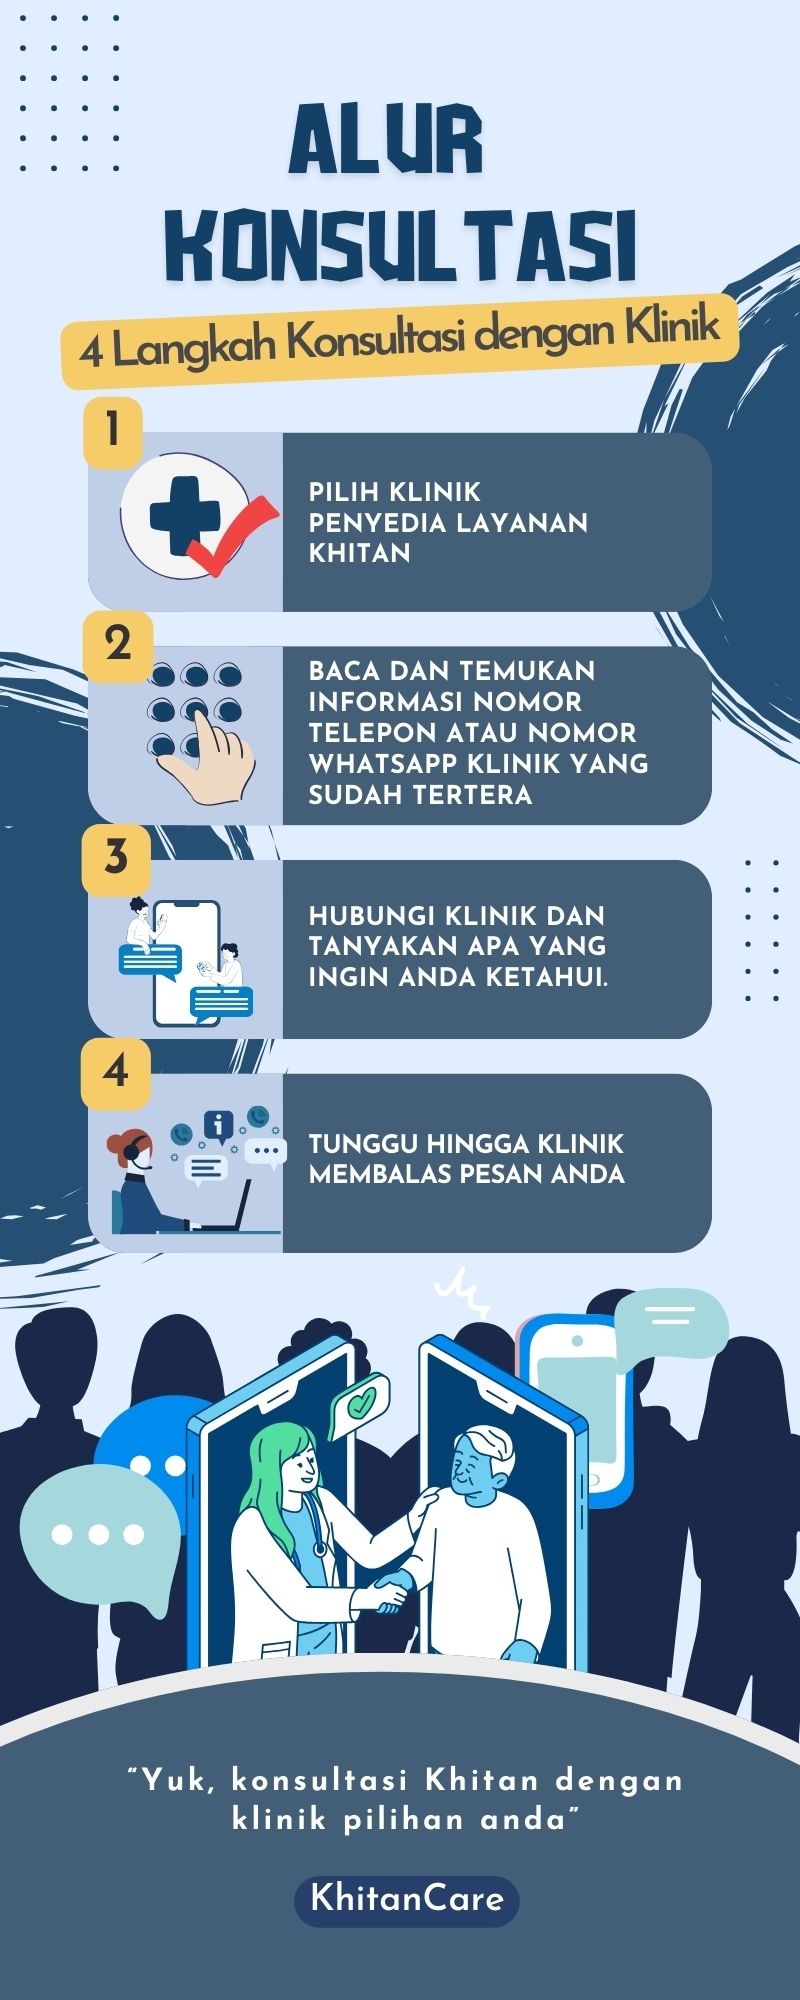 ALUR
KONSULTASI
4 Langkah Konsultasi dengan Klinik
1
PILIH KLINIK
PENYEDIA LAYANAN
KHITAN
2
BACA DAN TEMUKAN
INFORMASI NOMOR
TELEPON ATAU NOMOR
WHATSAPP KLINIK YANG
SUDAH TERTERA
3
HUBUNGI KLINIK DAN
TANYAKAN APA YANG
INGIN ANDA KETAHUI.
4
TUNGGU HINGGA KLINIK
MEMBALAS PESAN ANDA
“Yuk, konsultasi Khitan dengan
klinik pilihan anda”
KhitanCare